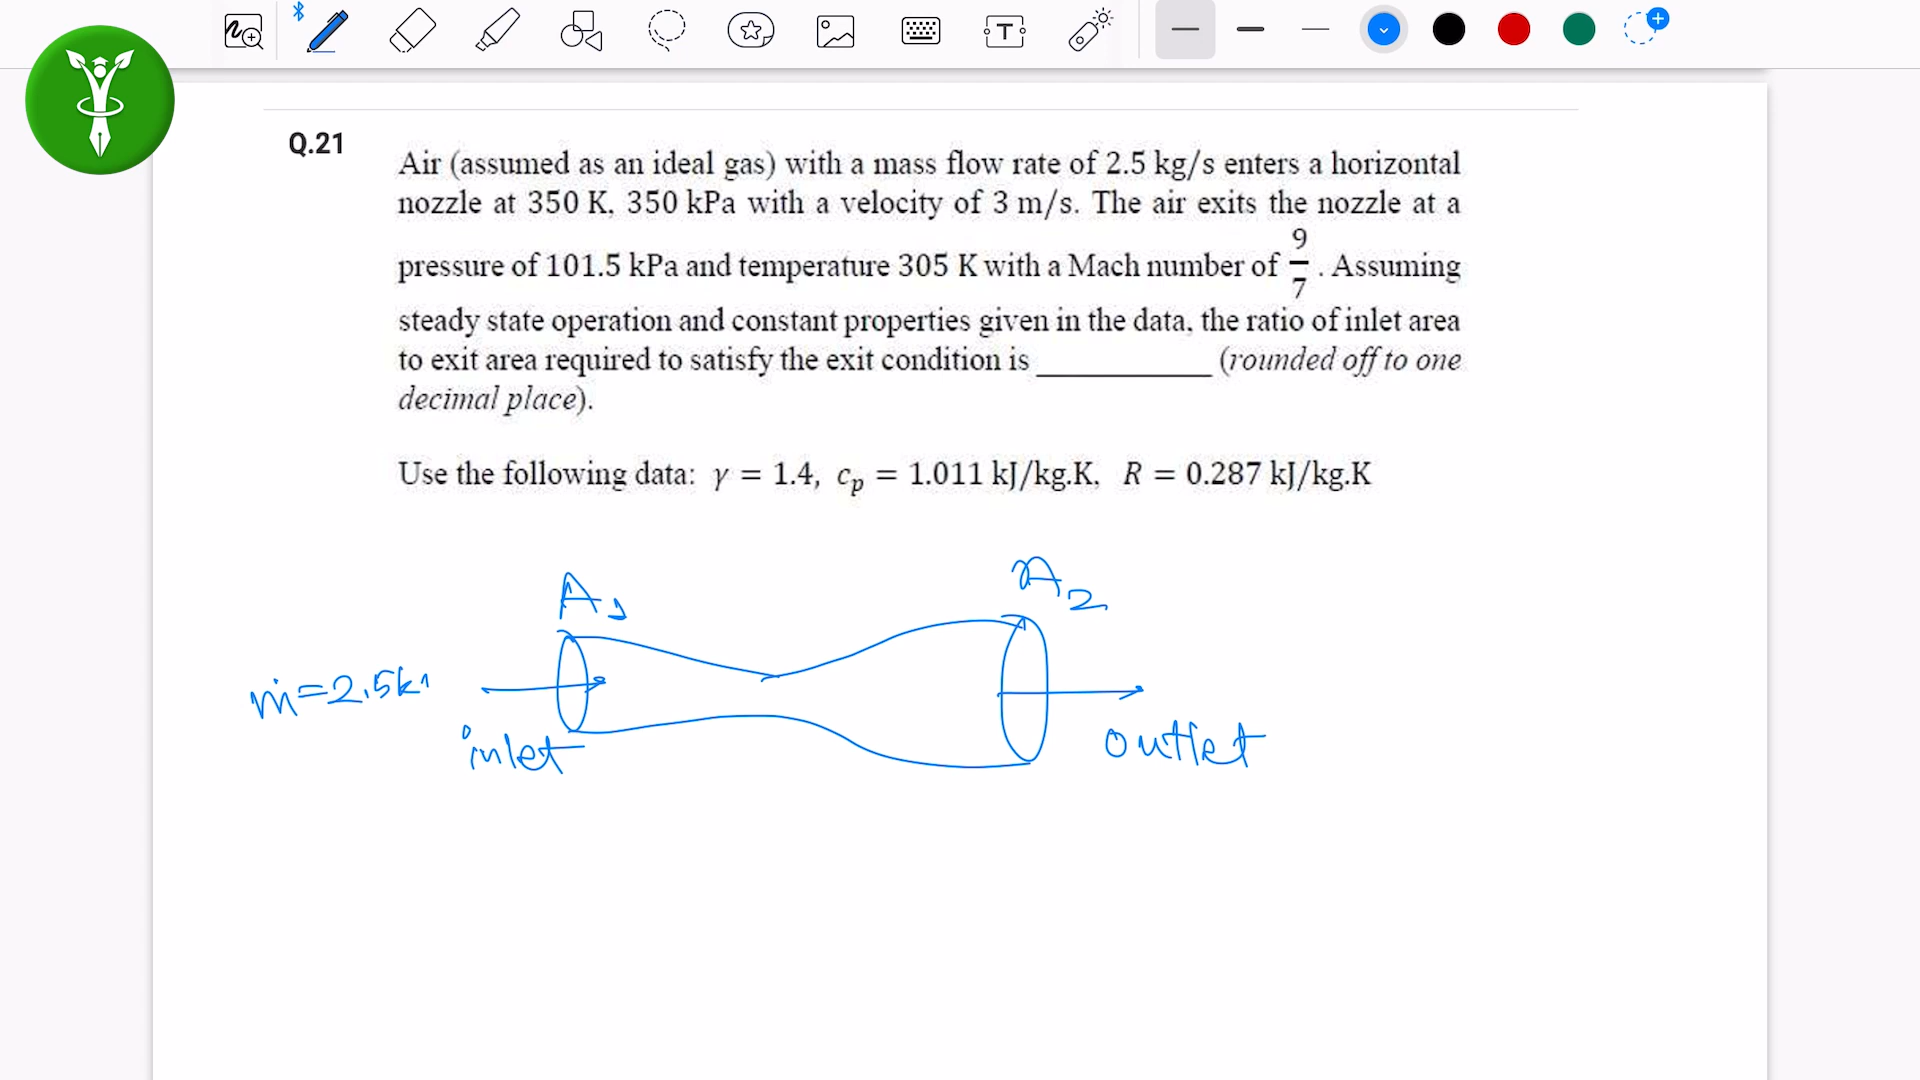 Q.21
Air (assumed as an ideal gas) with a mass flow rate of 2.5 kg/s enters a horizontal
nozzle at 350 K, 350 kPa with a velocity of 3 m/s. The air exits the nozzle at a
pressure of 101.5 kPa and temperature 305 K with a Mach number of 9/7 . Assuming
steady state operation and constant properties given in the data, the ratio of inlet area
to exit area required to satisfy the exit condition is ____________ (rounded off to one
decimal place).
Use the following data: γ = 1.4, cₚ = 1.011 kJ/kg.K, R = 0.287 kJ/kg.K
A₁
A₂
ṁ=2.5k
inlet
outlet